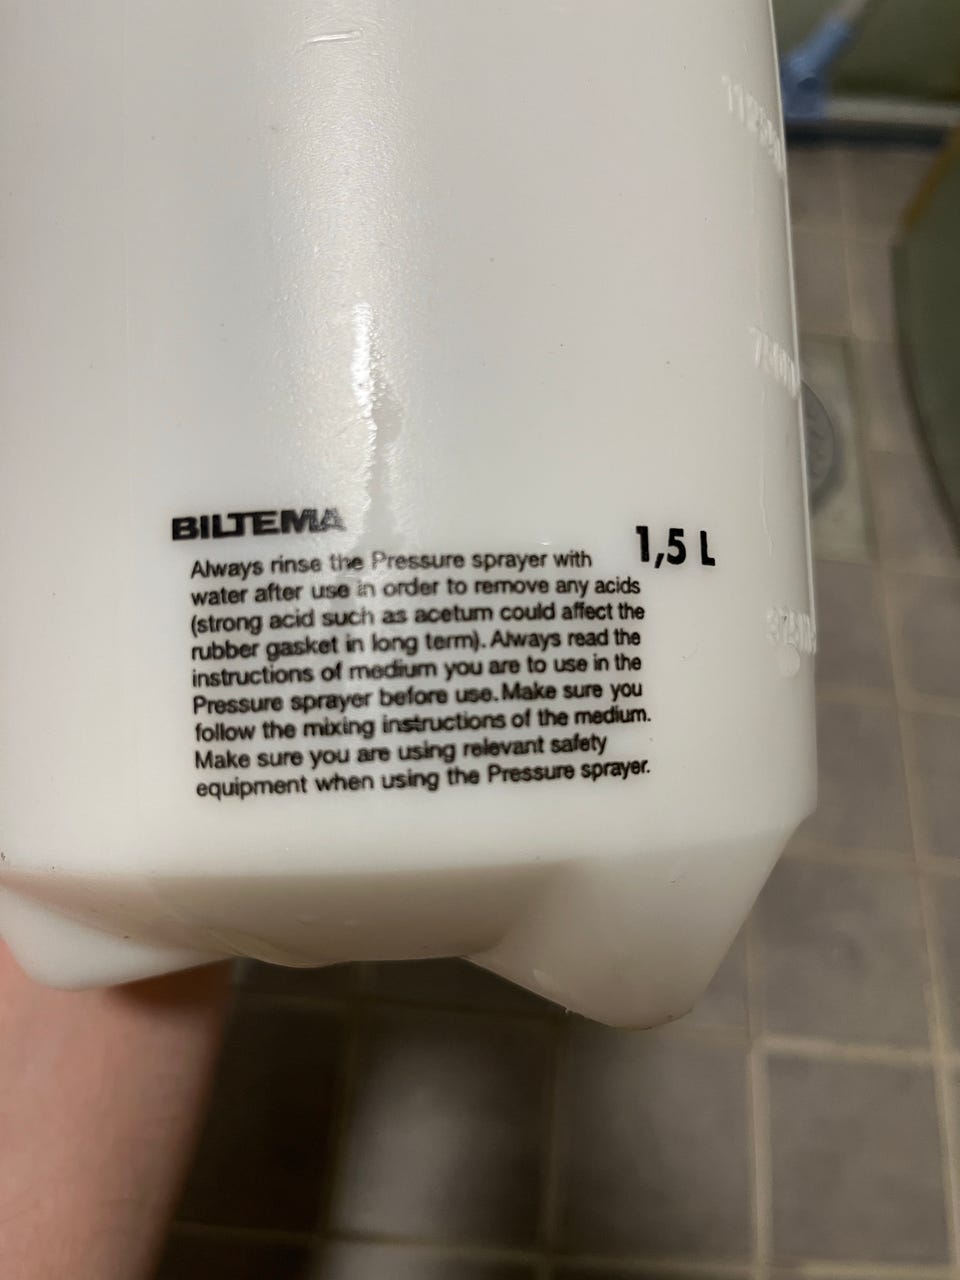 BILTEMA
1,5 L
Always rinse the Pressure sprayer with
water after use in order to remove any acids
(strong acid such as acetum could affect the
rubber gasket in long term). Always read the
instructions of medium you are to use in the
Pressure sprayer before use. Make sure you
follow the mixing instructions of the medium.
Make sure you are using relevant safety
equipment when using the Pressure sprayer.